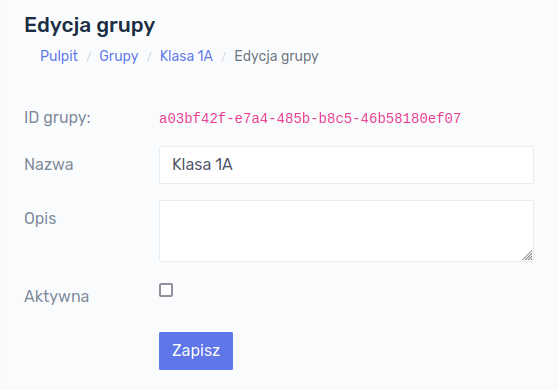 Edycja grupy
Pulpit / Grupy / Klasa 1A / Edycja grupy
ID grupy: a03bf42f-e7a4-485b-b8c5-46b58180ef07
Nazwa Klasa 1A
Opis
Aktywna
Zapisz